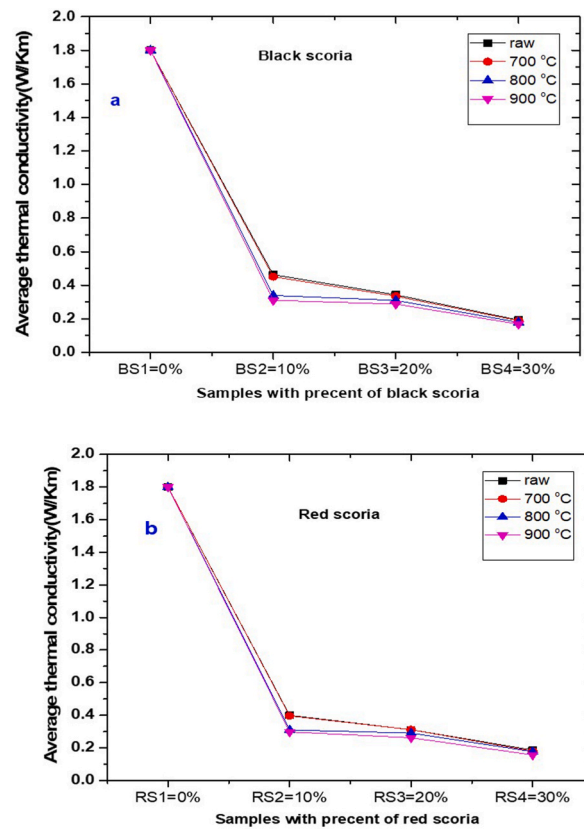 Average thermal conductivity(W/Km)
2.0
1.8
1.6
1.4
1.2
1.0
0.8
0.6
0.4
0.2
0.0
Black scoria
a
raw
700 °C
800 °C
900 °C
BS1=0% BS2=10% BS3=20% BS4=30%
Samples with precent of black scoria
Average thermal conductivity(W/Km)
2.0
1.8
1.6
1.4
1.2
1.0
0.8
0.6
0.4
0.2
0.0
Red scoria
b
raw
700 °C
800 °C
900 °C
RS1=0% RS2=10% RS3=20% RS4=30%
Samples with precent of red scoria